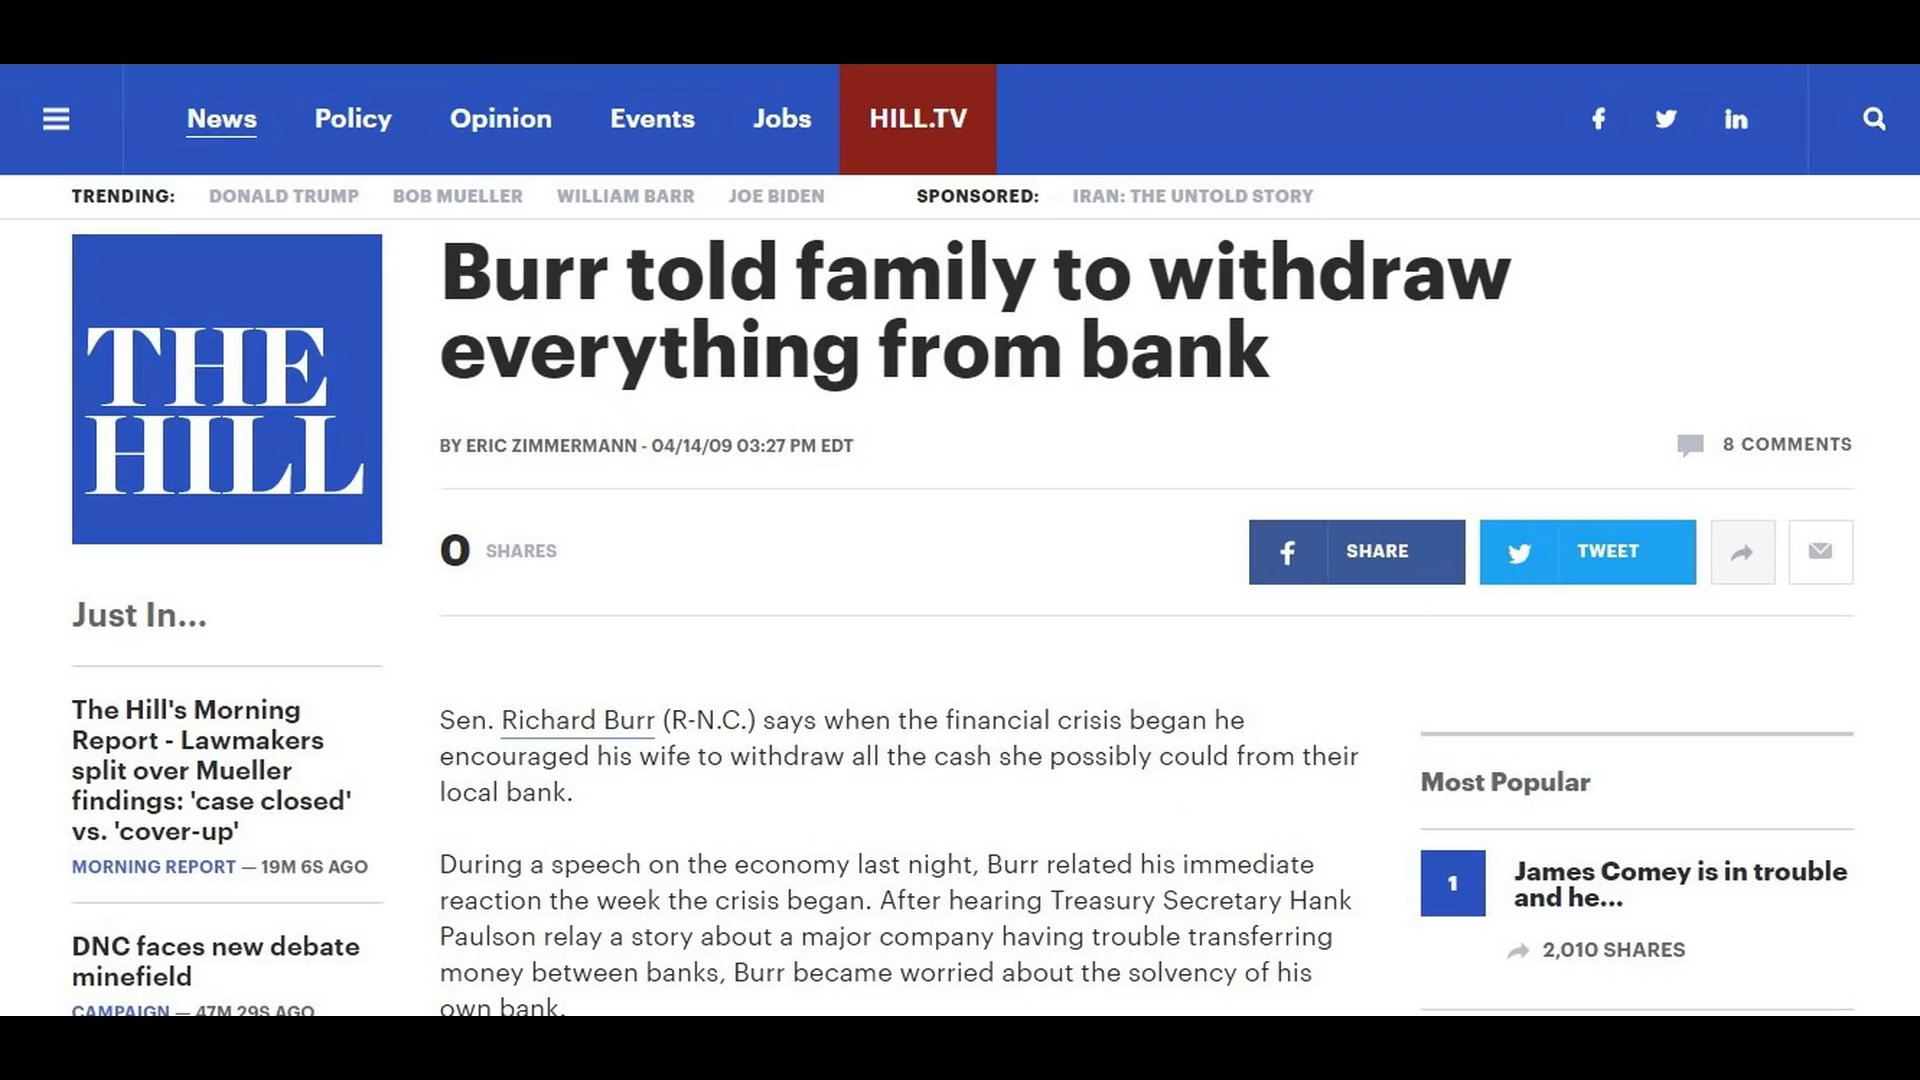 News Policy Opinion Events Jobs HILL.TV
TRENDING: DONALD TRUMP BOB MUELLER WILLIAM BARR JOE BIDEN SPONSORED: IRAN: THE UNTOLD STORY
THE
HILL
Burr told family to withdraw
everything from bank
BY ERIC ZIMMERMANN - 04/14/09 03:27 PM EDT
8 COMMENTS
0 SHARES
SHARE
TWEET
Just In...
The Hill's Morning
Report - Lawmakers
split over Mueller
findings: 'case closed'
vs. 'cover-up'
MORNING REPORT — 19M 6S AGO
DNC faces new debate
minefield
CAMPAIGN — 47M 29S AGO
Sen. Richard Burr (R-N.C.) says when the financial crisis began he
encouraged his wife to withdraw all the cash she possibly could from their
local bank.
During a speech on the economy last night, Burr related his immediate
reaction the week the crisis began. After hearing Treasury Secretary Hank
Paulson relay a story about a major company having trouble transferring
money between banks, Burr became worried about the solvency of his
own bank.
Most Popular
1
James Comey is in trouble
and he...
2,010 SHARES